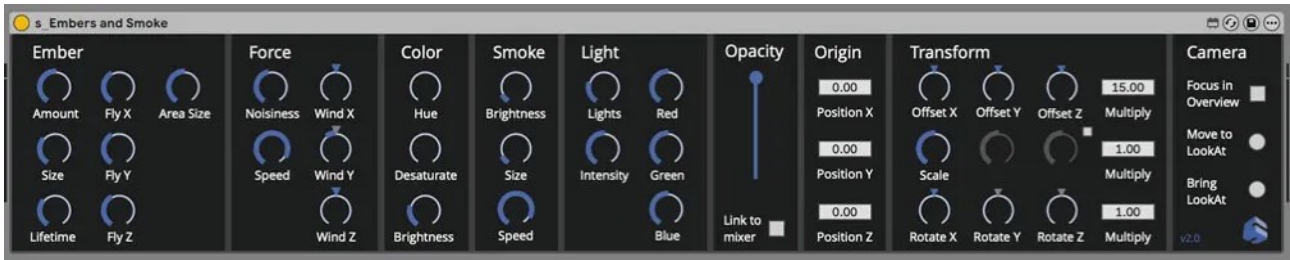 s_Embers and Smoke
Ember
Amount Fly X Area Size
Size Fly Y
Lifetime Fly Z
Force
Noisiness Wind X
Speed Wind Y
Wind Z
Color
Hue
Desaturate
Brightness
Smoke
Brightness
Size
Speed
Light
Lights Red
Intensity Green
Blue
Opacity
Link to
mixer
Origin
0.00
Position X
0.00
Position Y
0.00
Position Z
Transform
15.00
Offset X Offset Y Offset Z Multiply
1.00
Scale Multiply
1.00
Rotate X Rotate Y Rotate Z Multiply
Camera
Focus in
Overview
Move to
LookAt
Bring
LookAt
v2.0